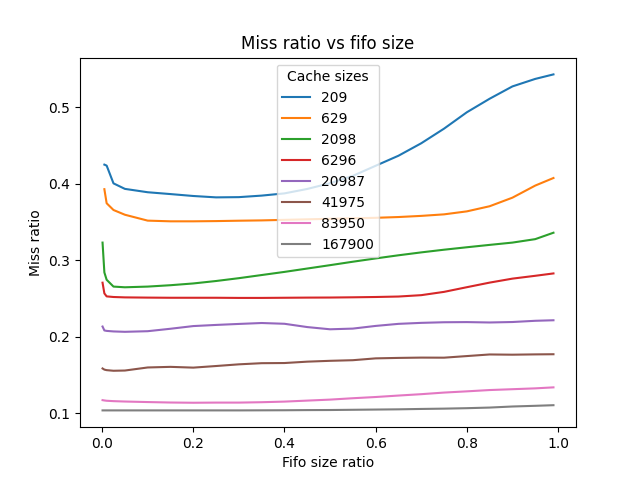 Miss ratio vs fifo size
Cache sizes
209
629
2098
6296
20987
41975
83950
167900
0.5
0.4
0.3
0.2
0.1
Miss ratio
0.0 0.2 0.4 0.6 0.8 1.0
Fifo size ratio